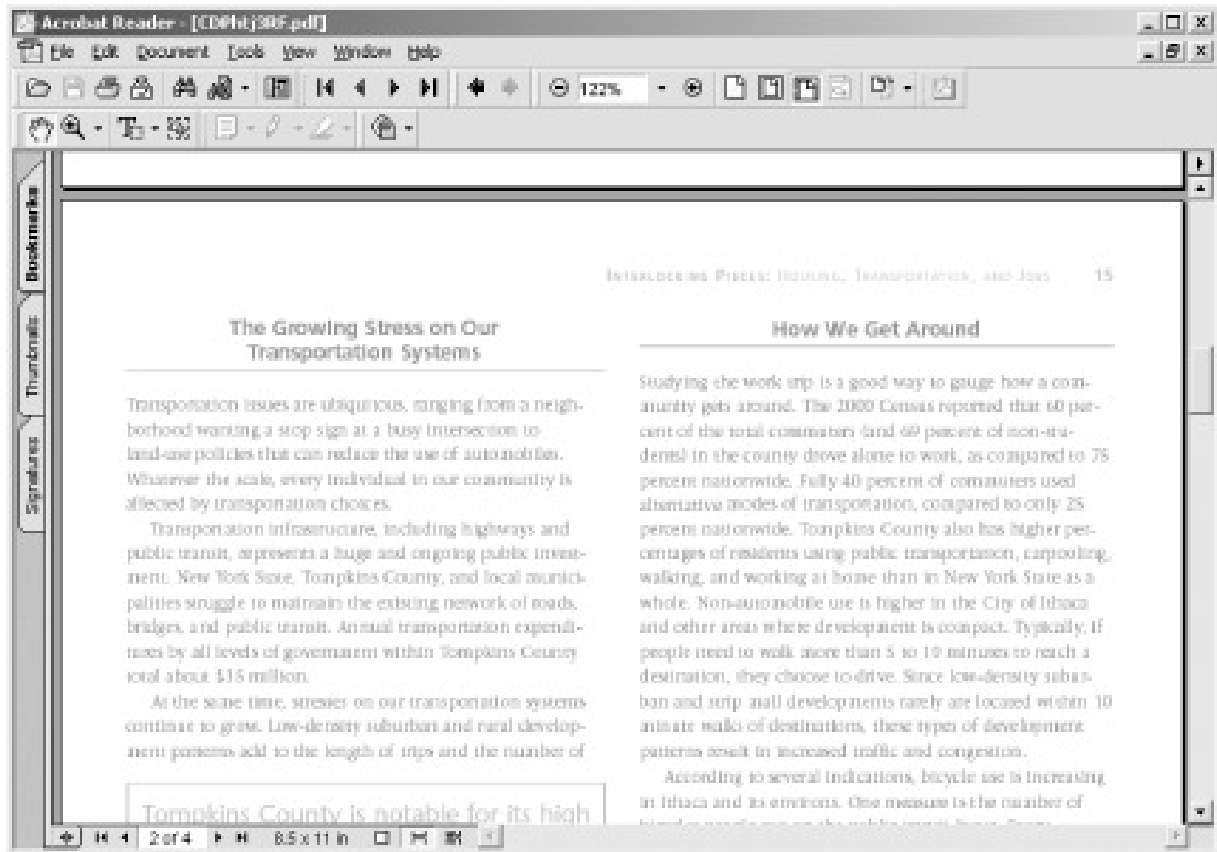 Acrobat Reader - [CDPhtj3RF.pdf]
File Edit Document Tools View Window Help
122%
Bookmarks
Thumbnails
Signatures
INTERLOCKING PIECES: HOUSING, TRANSPORTATION, AND JOBS 15
The Growing Stress on Our
Transportation Systems
Transportation issues are ubiquitous, ranging from a neigh-
borhood wanting a stop sign at a busy intersection to
land-use policies that can reduce the use of automobiles.
Whatever the scale, every individual in our community is
affected by transportation choices.
Transportation infrastructure, including highways and
public transit, represents a huge and ongoing public invest-
ment. New York State, Tompkins County, and local munici-
palities struggle to maintain the existing network of roads,
bridges, and public transit. Annual transportation expendi-
tures by all levels of government within Tompkins County
total about $35 million.
At the same time, stresses on our transportation systems
continue to grow. Low-density suburban and rural develop-
ment patterns add to the length of trips and the number of
Tompkins County is notable for its high
How We Get Around
Studying the work trip is a good way to gauge how a com-
munity gets around. The 2000 Census reported that 60 per-
cent of the total commuters (and 69 percent of non-stu-
dents) in the county drove alone to work, as compared to 75
percent nationwide. Fully 40 percent of commuters used
alternative modes of transportation, compared to only 25
percent nationwide. Tompkins County also has higher per-
centages of residents using public transportation, carpooling,
walking, and working at home than in New York State as a
whole. Non-automobile use is higher in the City of Ithaca
and other areas where development is compact. Typically, if
people need to walk more than 5 to 10 minutes to reach a
destination, they choose to drive. Since low-density subur-
ban and strip mall developments rarely are located within 10
minute walks of destinations, these types of development
patterns result in increased traffic and congestion.
According to several indications, bicycle use is increasing
in Ithaca and its environs. One measure is the number of
2 of 4 8.5 x 11 in